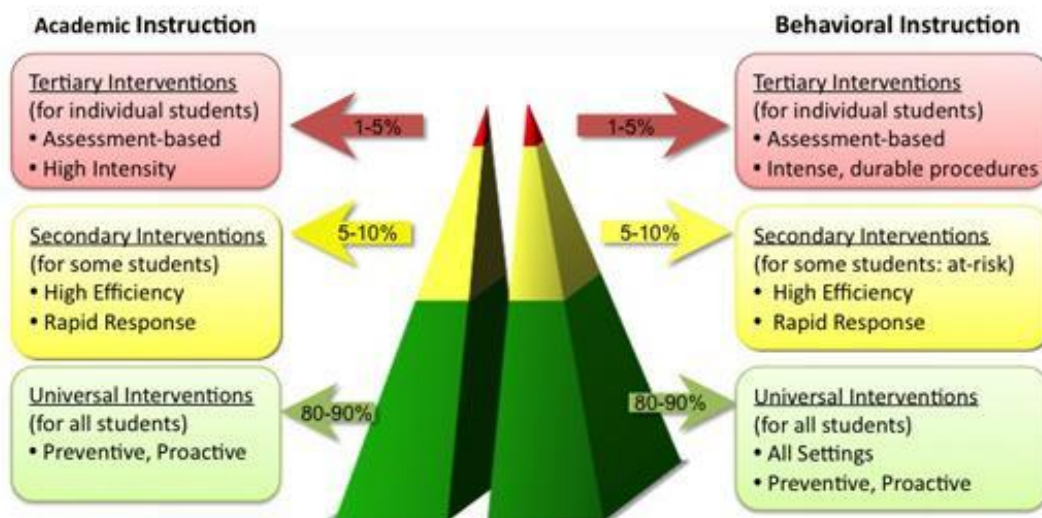 Academic Instruction
Behavioral Instruction
Tertiary Interventions
(for individual students)
• Assessment-based
• High Intensity
1-5%
1-5%
Tertiary Interventions
(for individual students)
• Assessment-based
• Intense, durable procedures
Secondary Interventions
(for some students)
• High Efficiency
• Rapid Response
5-10%
5-10%
Secondary Interventions
(for some students: at-risk)
• High Efficiency
• Rapid Response
Universal Interventions
(for all students)
• Preventive, Proactive
80-90%
80-90%
Universal Interventions
(for all students)
• All Settings
• Preventive, Proactive